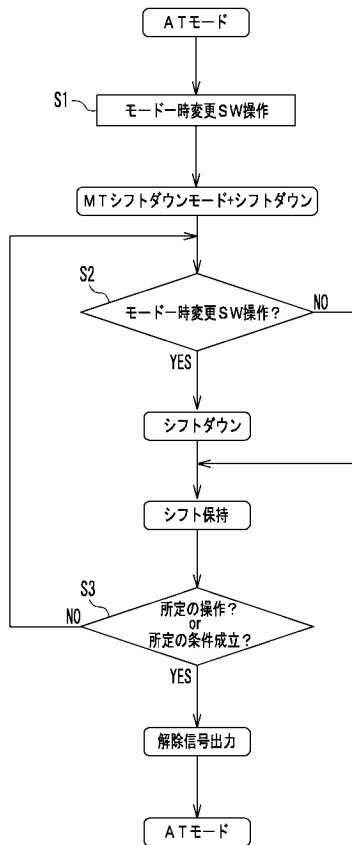 ＡＴモード
S1
モード一時変更ＳＷ操作
ＭＴシフトダウンモード+シフトダウン
S2
モード一時変更ＳＷ操作？
NO
YES
シフトダウン
シフト保持
S3
所定の操作？
or
所定の条件成立？
NO
YES
解除信号出力
ＡＴモード